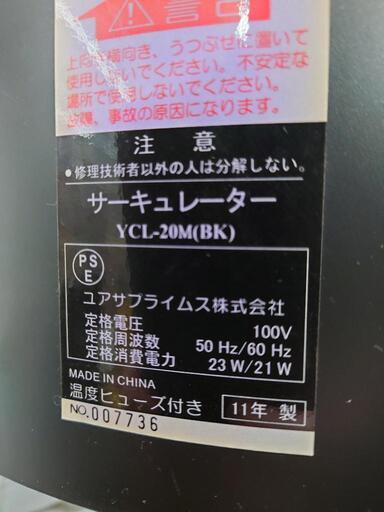 ⚠警告
上向き、横向き、うつぶせに置いて
使用しないでください。不安定な
場所で使用しないでください。
故障、事故の原因になります。
注 意
●修理技術者以外の人は分解しない。
サーキュレーター
YCL-20M(BK)
PS
E
ユアサプライムス株式会社
定格電圧 100V
定格周波数 50 Hz/60 Hz
定格消費電力 23 W/21 W
MADE IN CHINA
温度ヒューズ付き 11年 製
NO. 007736